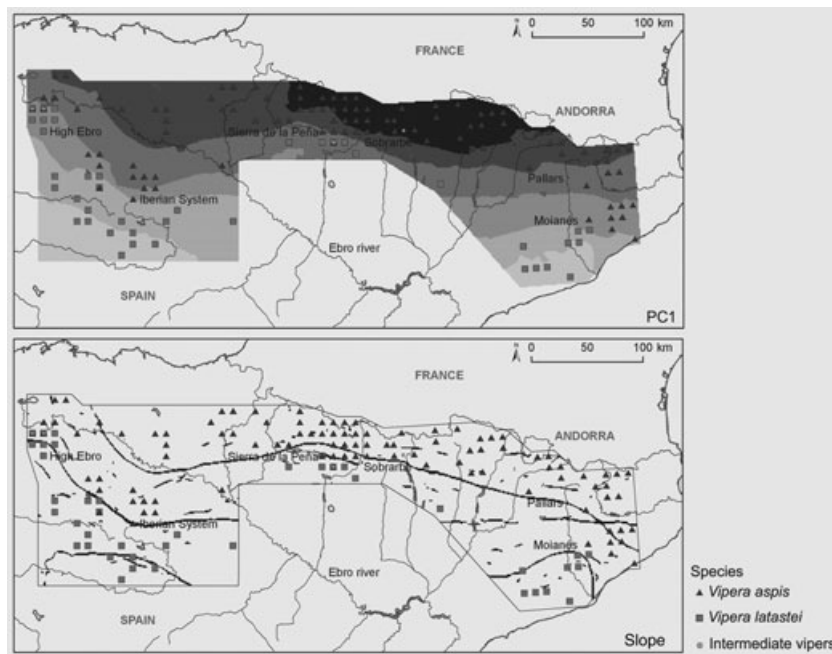 N
0 50 100 km
FRANCE
ANDORRA
High Ebro
Sierra de la Peña
Sobrarbe
Pallars
Iberian System
Moianès
Ebro river
SPAIN
PC1
N
0 50 100 km
FRANCE
ANDORRA
High Ebro
Sierra de la Peña
Sobrarbe
Pallars
Iberian System
Moianès
Ebro river
SPAIN
Slope
Species
Vipera aspis
Vipera latastei
Intermediate vipers